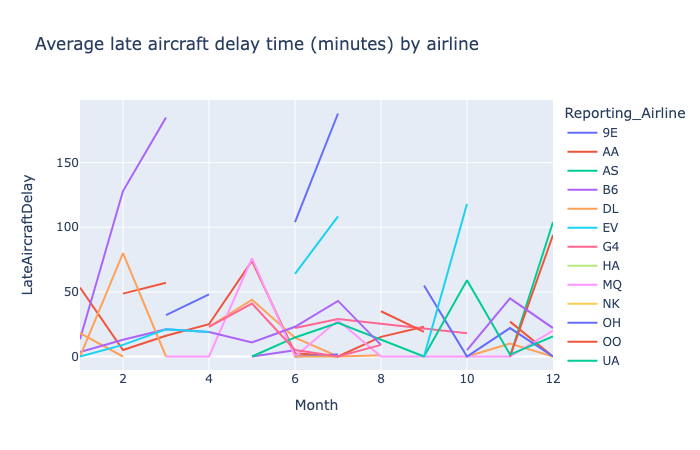 Average late aircraft delay time (minutes) by airline
Reporting_Airline
9E
AA
AS
B6
DL
EV
G4
HA
MQ
NK
OH
OO
UA
LateAircraftDelay
150
100
50
0
2
4
6
8
10
12
Month